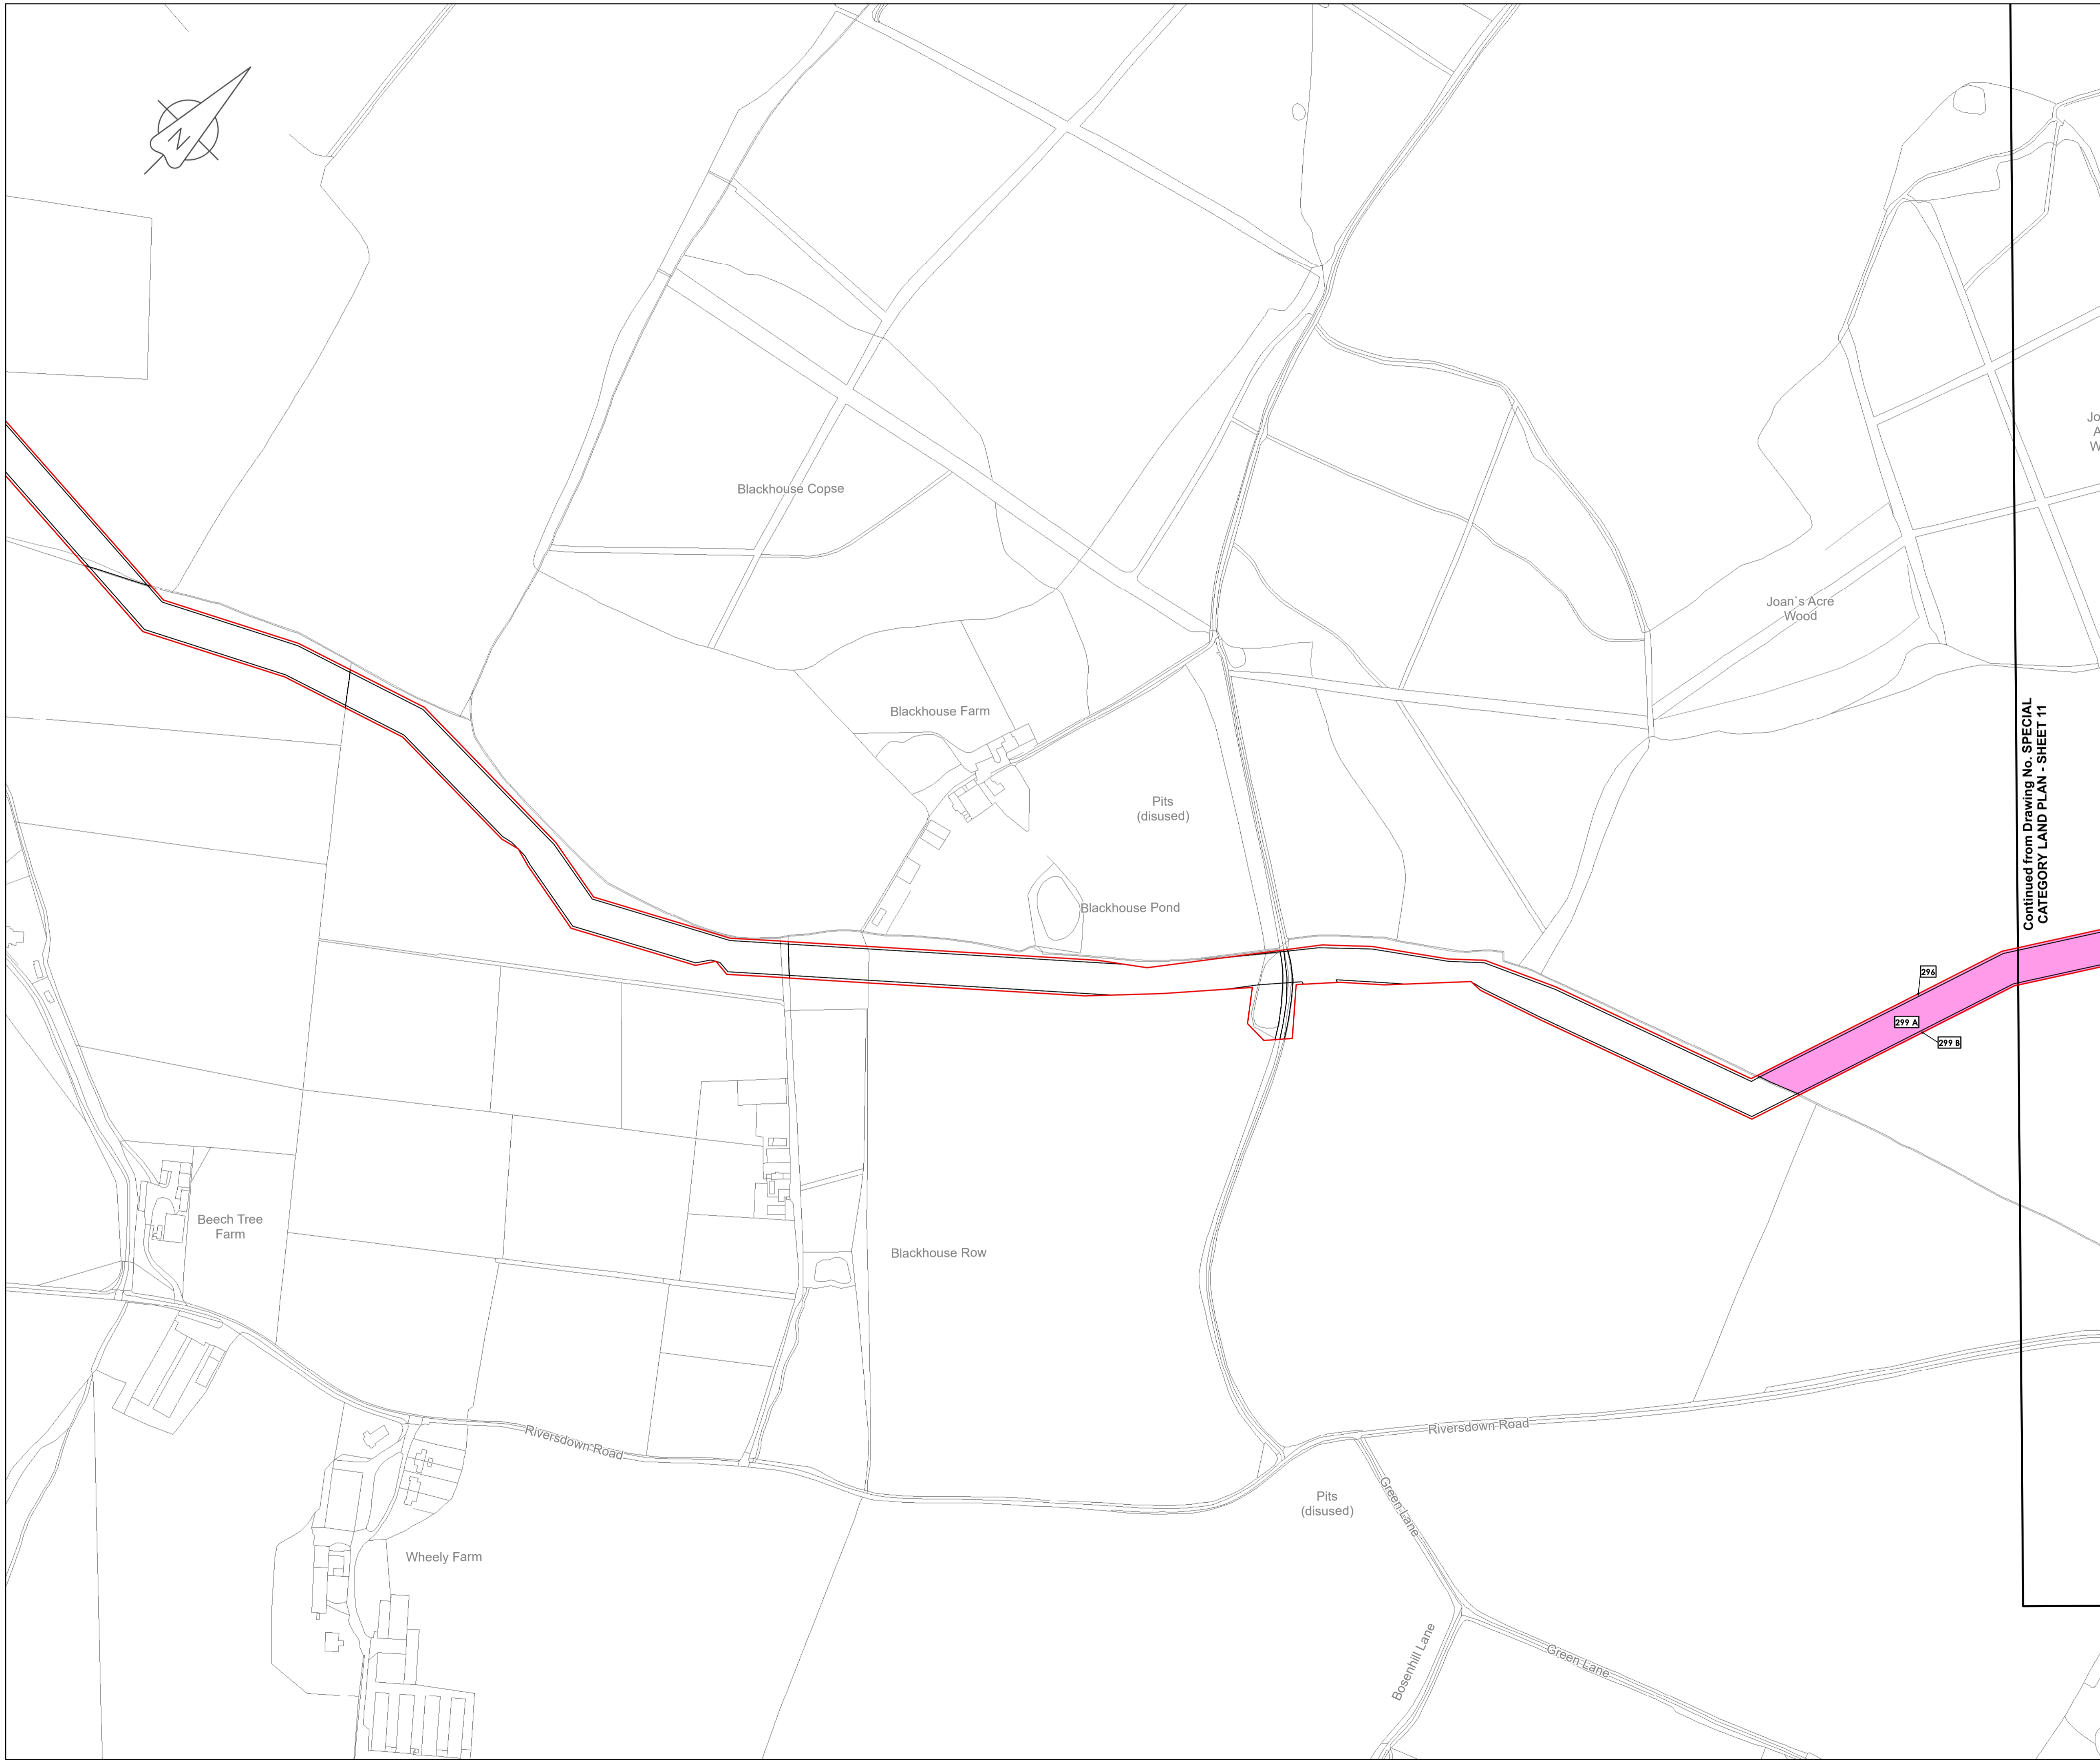 N
Jo
A
W
Blackhouse Copse
Joan`s Acre
Wood
Blackhouse Farm
Pits
(disused)
Continued from Drawing No. SPECIAL
CATEGORY LAND PLAN - SHEET 11
Blackhouse Pond
296
299 A
299 B
Beech Tree
Farm
Blackhouse Row
Riversdown Road
Riversdown Road
Pits
(disused)
Green Lane
Wheely Farm
Bosenhill Lane
Green Lane